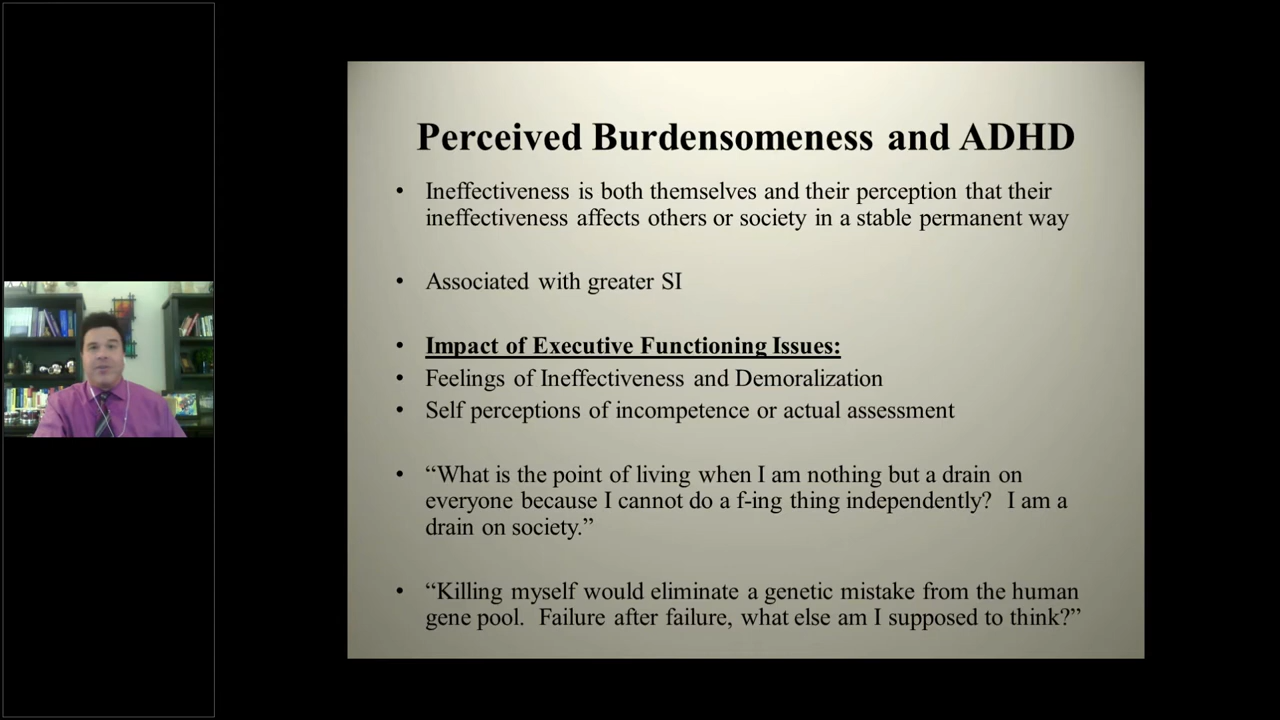 Perceived Burdensomeness and ADHD
• Ineffectiveness is both themselves and their perception that their
ineffectiveness affects others or society in a stable permanent way
• Associated with greater SI
• Impact of Executive Functioning Issues:
• Feelings of Ineffectiveness and Demoralization
• Self perceptions of incompetence or actual assessment
• “What is the point of living when I am nothing but a drain on
everyone because I cannot do a f-ing thing independently?  I am a
drain on society.”
• “Killing myself would eliminate a genetic mistake from the human
gene pool.  Failure after failure, what else am I supposed to think?”